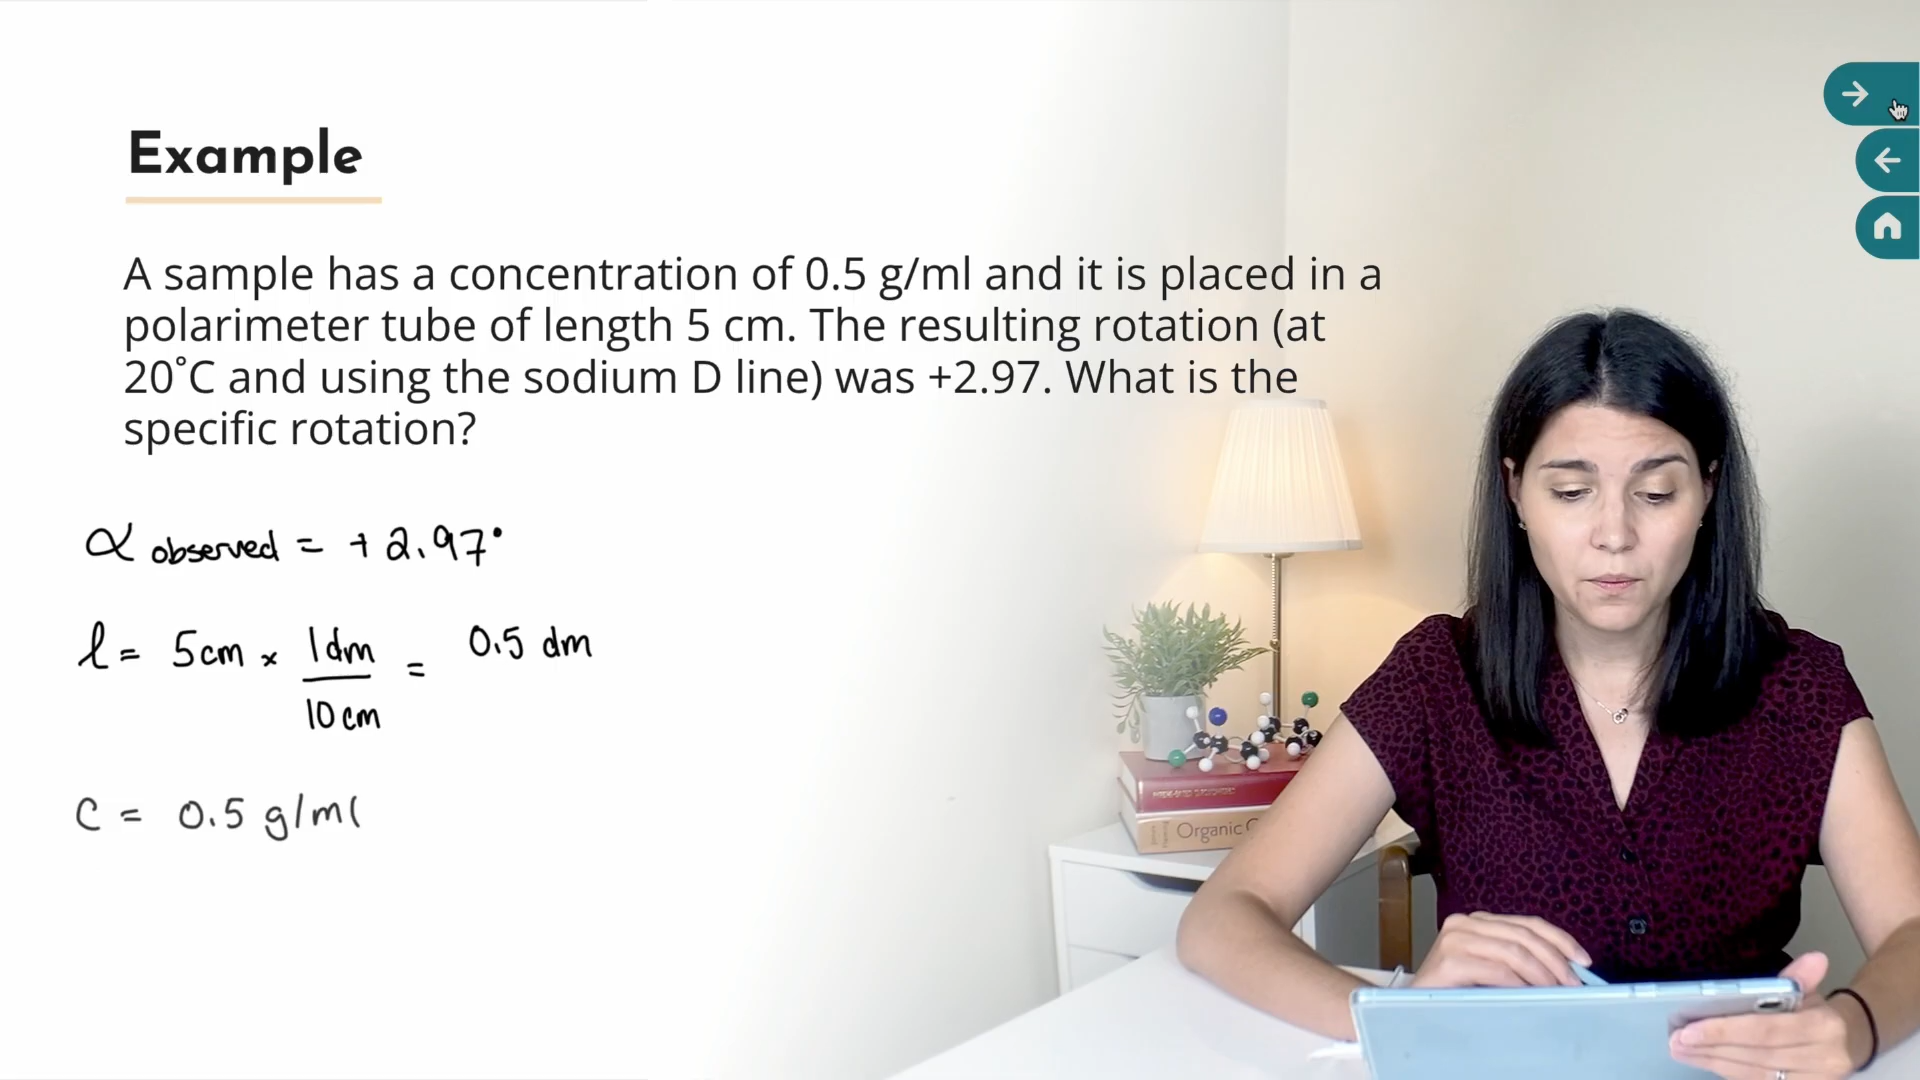 Example
A sample has a concentration of 0.5 g/ml and it is placed in a
polarimeter tube of length 5 cm. The resulting rotation (at
20°C and using the sodium D line) was +2.97. What is the
specific rotation?
α observed = + 2.97°
l = 5cm × 1dm / 10cm = 0.5 dm
c = 0.5 g/ml
Organic